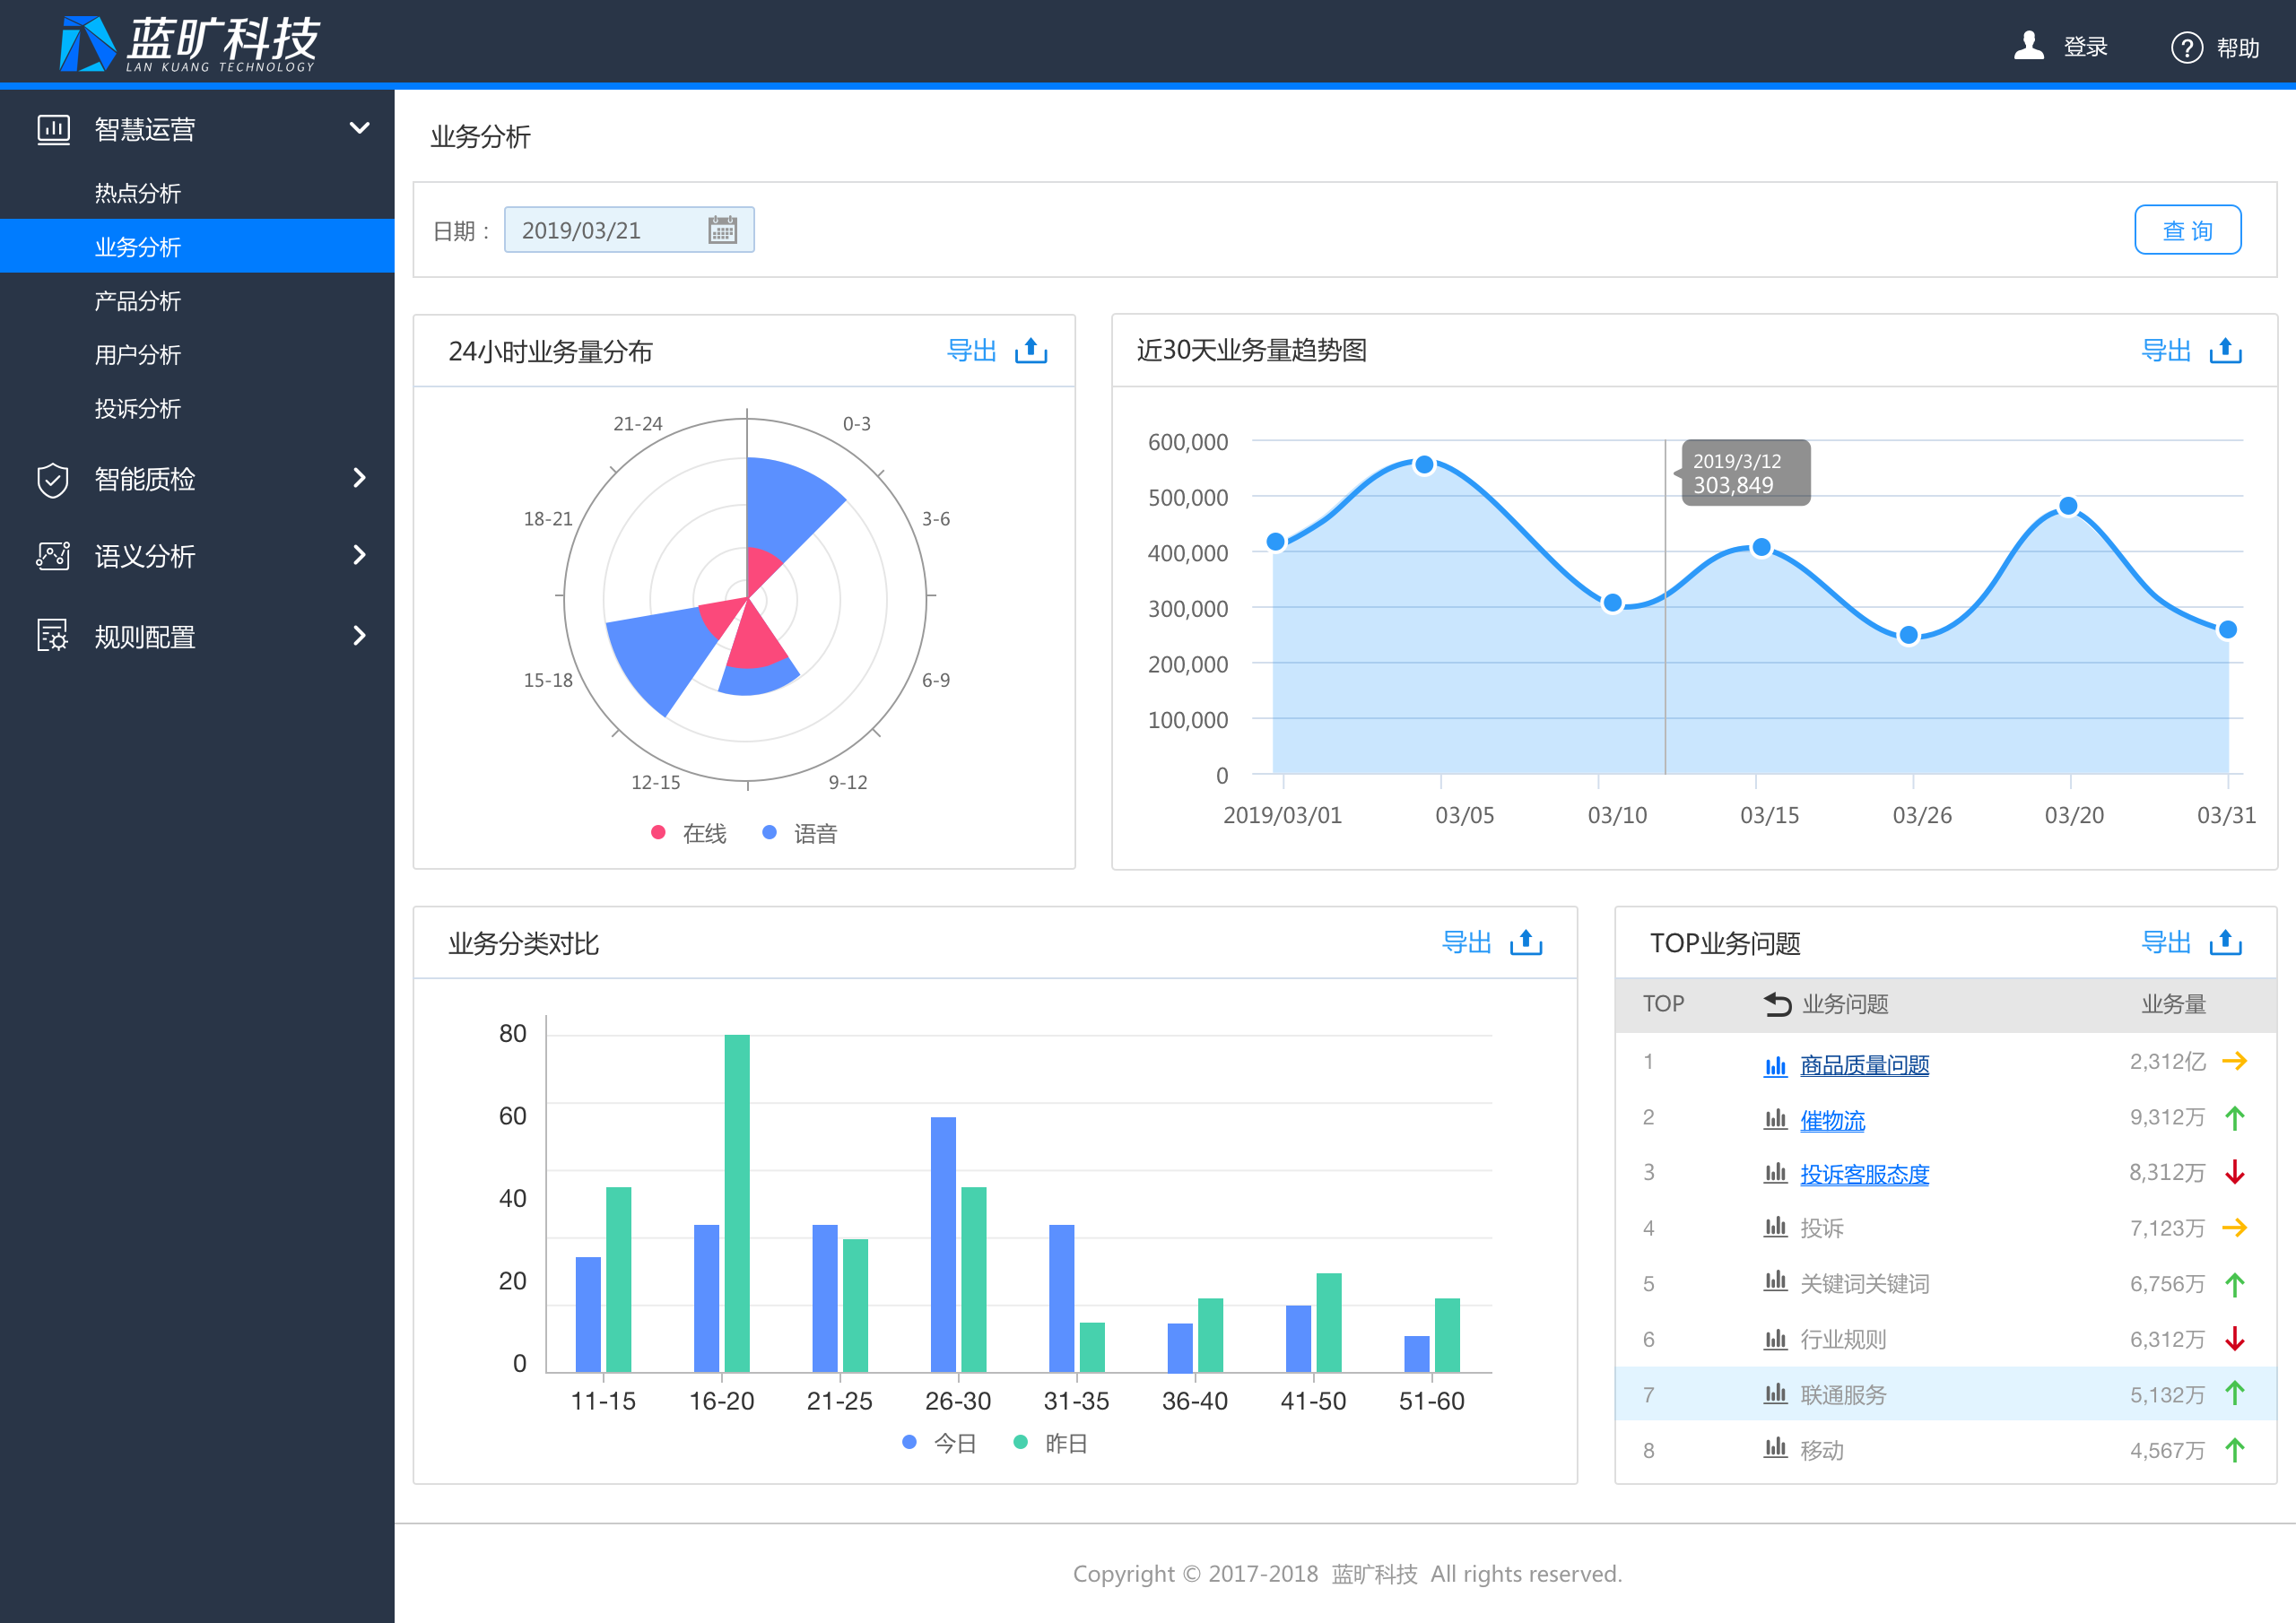 蓝旷科技
LAN KUANG TECHNOLOGY
登录
? 帮助
智慧运营
热点分析
业务分析
产品分析
用户分析
投诉分析
智能质检
语义分析
规则配置
业务分析
日期： 2019/03/21
查 询
24小时业务量分布
导出
21-24
0-3
18-21
3-6
15-18
6-9
12-15
9-12
在线 语音
近30天业务量趋势图
导出
600,000
500,000
400,000
300,000
200,000
100,000
0
2019/3/12
303,849
2019/03/01 03/05 03/10 03/15 03/26 03/20 03/31
业务分类对比
导出
80
60
40
20
0
11-15 16-20 21-25 26-30 31-35 36-40 41-50 51-60
今日 昨日
TOP业务问题
导出
TOP 业务问题 业务量
1 商品质量问题 2,312亿
2 催物流 9,312万
3 投诉客服态度 8,312万
4 投诉 7,123万
5 关键词关键词 6,756万
6 行业规则 6,312万
7 联通服务 5,132万
8 移动 4,567万
Copyright © 2017-2018 蓝旷科技 All rights reserved.